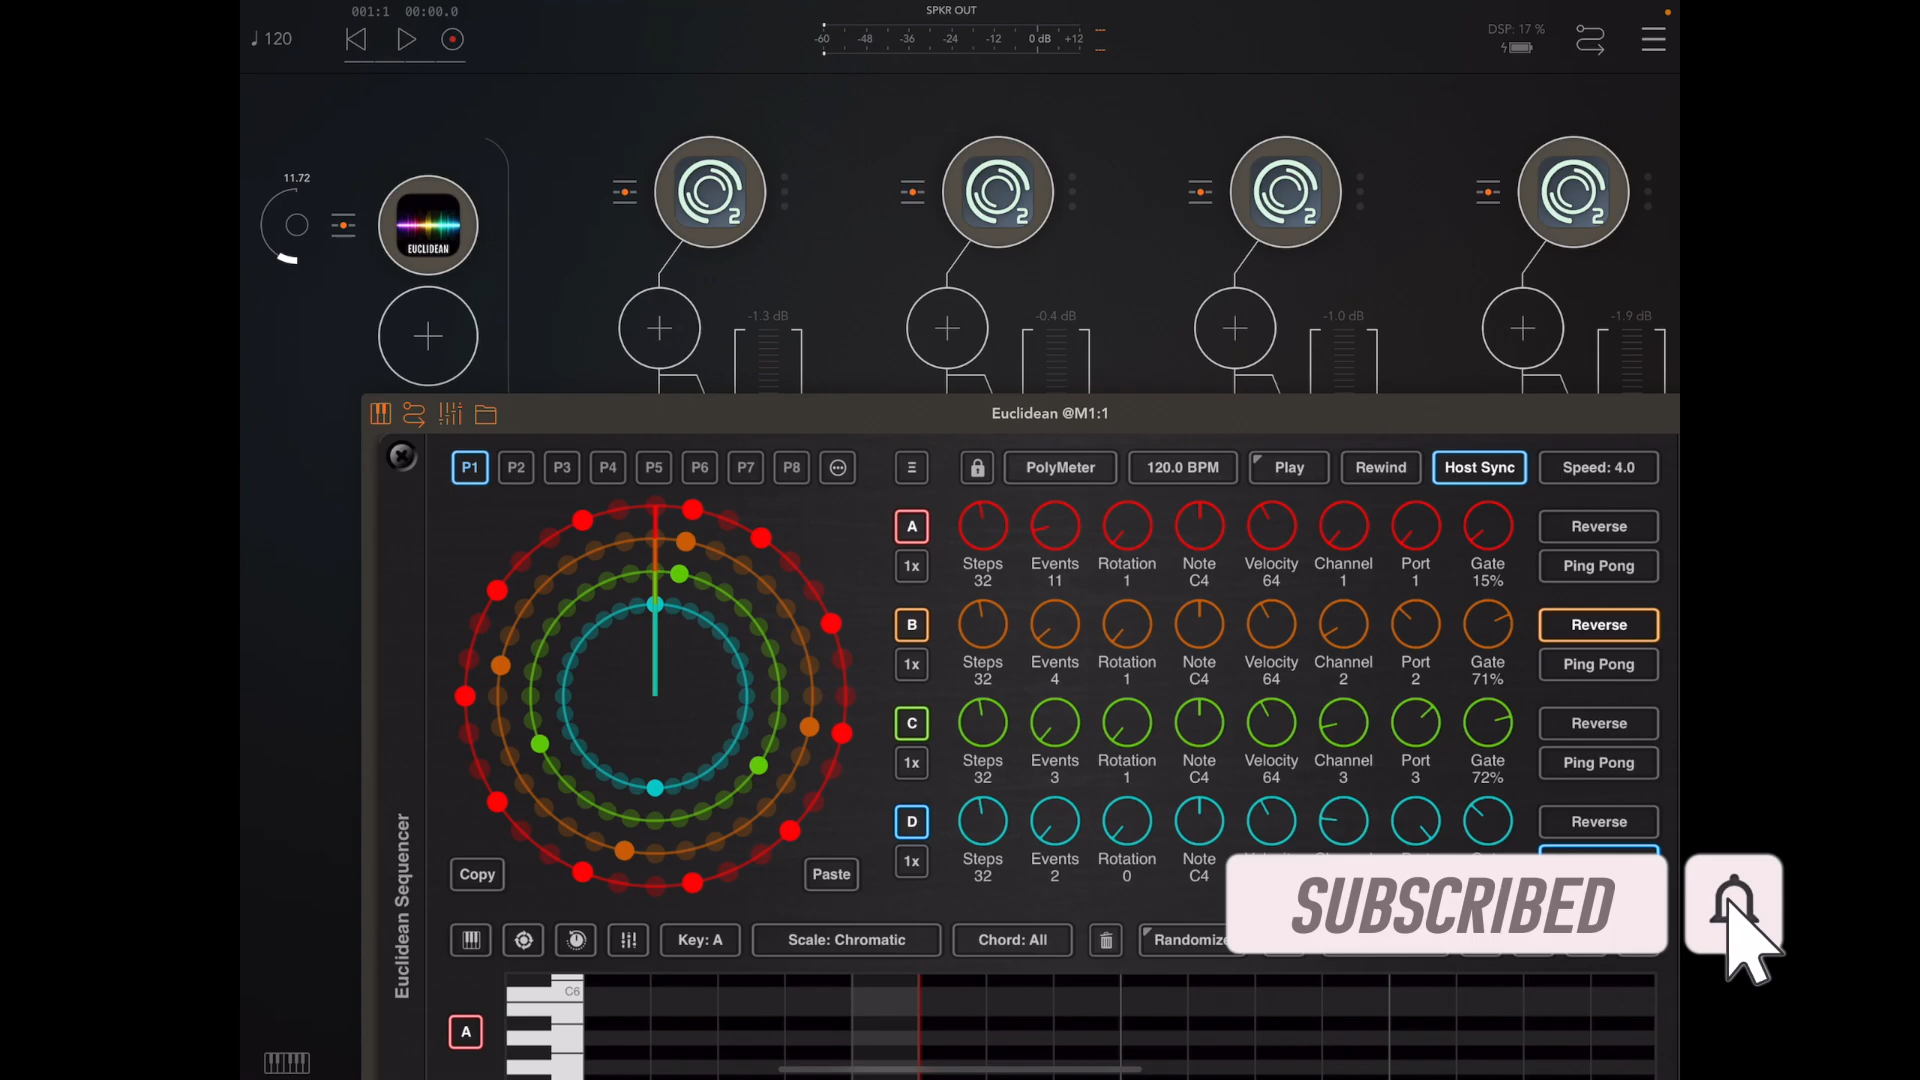 001:1 00:00.0
SPKR OUT
♩ 120
-60 -48 -36 -24 -12 0 dB +12
DSP: 17 %
11.72
EUCLIDEAN
2
2
2
2
-1.3 dB
-0.4 dB
-1.0 dB
-1.9 dB
Euclidean @M1:1
P1 P2 P3 P4 P5 P6 P7 P8
PolyMeter 120.0 BPM Play Rewind Host Sync Speed: 4.0
A
Reverse
1x
Steps Events Rotation Note Velocity Channel Port Gate
32 11 1 C4 64 1 1 15%
Ping Pong
B
Reverse
1x
Steps Events Rotation Note Velocity Channel Port Gate
32 4 1 C4 64 2 2 71%
Ping Pong
C
Reverse
1x
Steps Events Rotation Note Velocity Channel Port Gate
32 3 1 C4 64 3 3 72%
Ping Pong
D
Reverse
1x
Steps Events Rotation Note
32 2 0 C4
Copy
Paste
SUBSCRIBED
Euclidean Sequencer
Key: A Scale: Chromatic Chord: All Randomize
C6
A